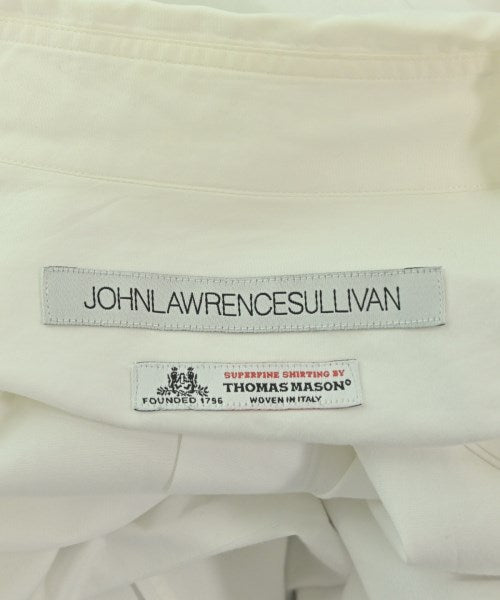 JOHNLAWRENCESULLIVAN
SUPERFINE SHIRTING BY
THOMAS MASON®
FOUNDED 1796
WOVEN IN ITALY